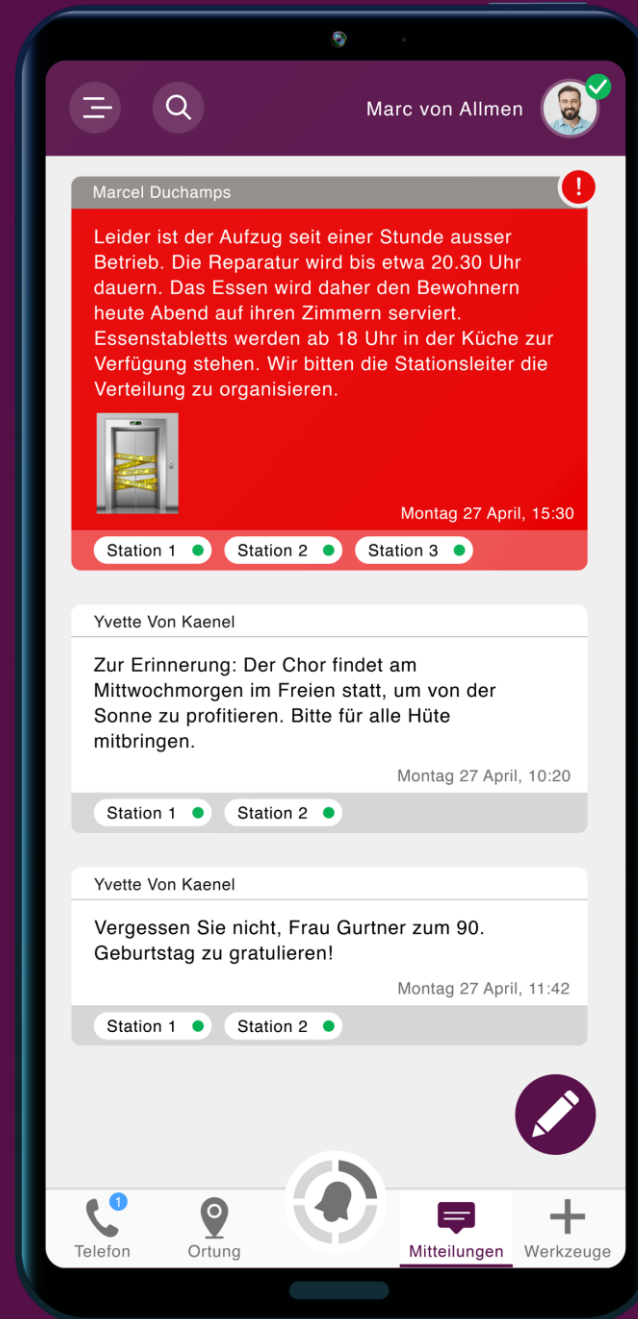 Marc von Allmen
Marcel Duchamps
!
Leider ist der Aufzug seit einer Stunde ausser
Betrieb. Die Reparatur wird bis etwa 20.30 Uhr
dauern. Das Essen wird daher den Bewohnern
heute Abend auf ihren Zimmern serviert.
Essenstabletts werden ab 18 Uhr in der Küche zur
Verfügung stehen. Wir bitten die Stationsleiter die
Verteilung zu organisieren.
Montag 27 April, 15:30
Station 1 Station 2 Station 3
Yvette Von Kaenel
Zur Erinnerung: Der Chor findet am
Mittwochmorgen im Freien statt, um von der
Sonne zu profitieren. Bitte für alle Hüte
mitbringen.
Montag 27 April, 10:20
Station 1 Station 2
Yvette Von Kaenel
Vergessen Sie nicht, Frau Gurtner zum 90.
Geburtstag zu gratulieren!
Montag 27 April, 11:42
Station 1 Station 2
1
Telefon Ortung Mitteilungen Werkzeuge